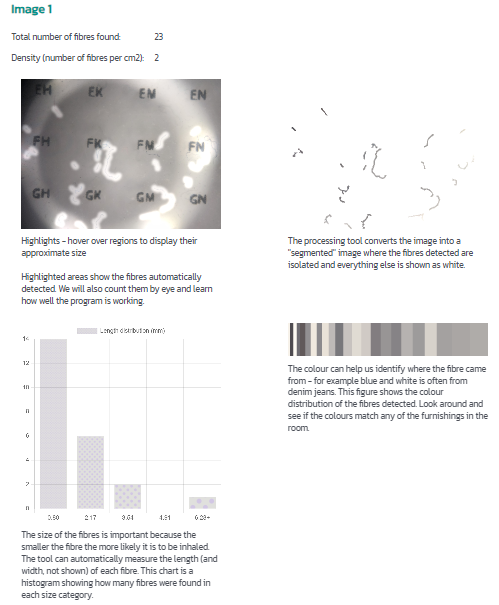 Image 1
Total number of fibres found: 23
Density (number of fibres per cm2): 2
EH EK EM EN
FH FK FM FN
GH GK GM GN
Highlights - hover over regions to display their
approximate size
Highlighted areas show the fibres automatically
detected. We will also count them by eye and learn
how well the program is working.
The processing tool converts the image into a
"segmented" image where the fibres detected are
isolated and everything else is shown as white.
Length distribution (mm)
14
12
10
8
6
4
2
0
0.80 2.17 3.54 4.91 6.28+
The size of the fibres is important because the
smaller the fibre the more likely it is to be inhaled.
The tool can automatically measure the length (and
width, not shown) of each fibre. This chart is a
histogram showing how many fibres were found in
each size category.
The colour can help us identify where the fibre came
from - for example blue and white is often from
denim jeans. This figure shows the colour
distribution of the fibres detected. Look around and
see if the colours match any of the furnishings in the
room.